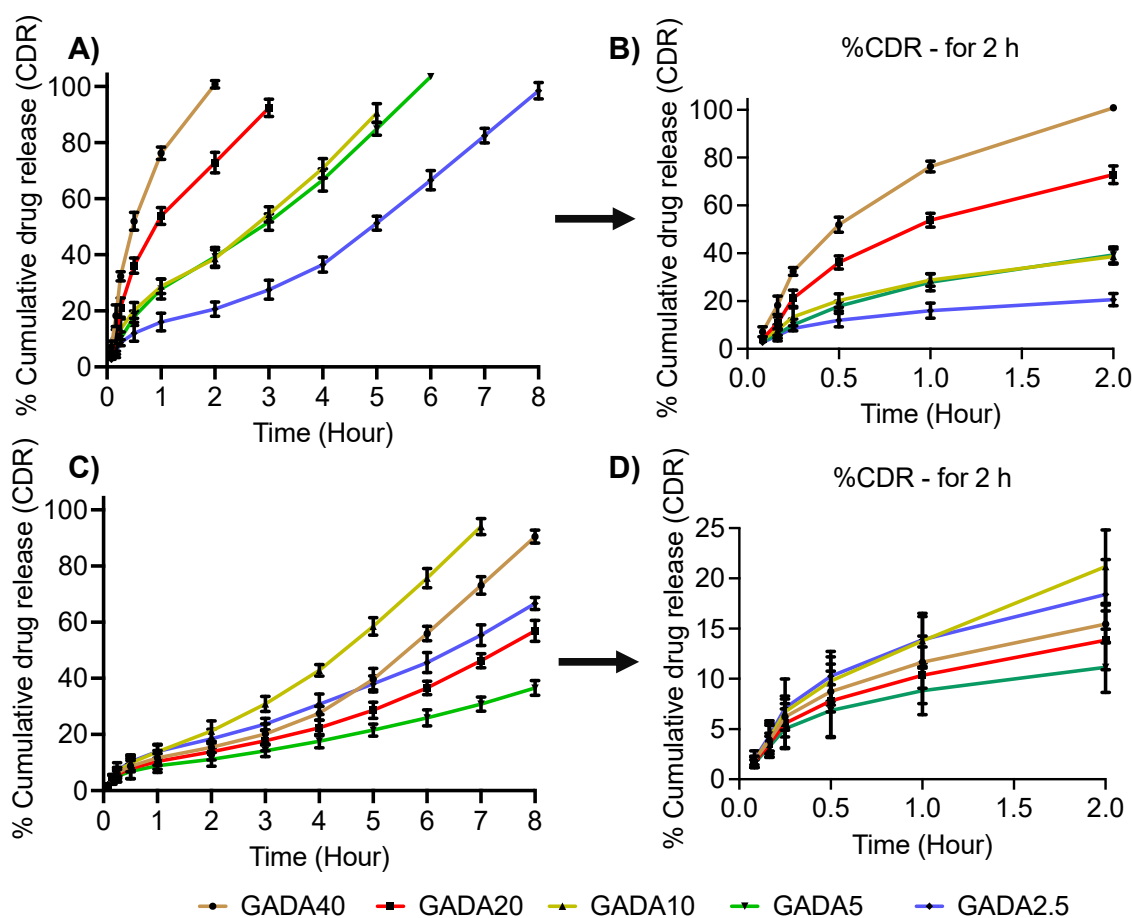 A)
% Cumulative drug release (CDR)
100
80
60
40
20
0
0 1 2 3 4 5 6 7 8
Time (Hour)
B)
%CDR - for 2 h
% Cumulative drug release (CDR)
100
80
60
40
20
0
0.0 0.5 1.0 1.5 2.0
Time (Hour)
C)
% Cumulative drug release (CDR)
100
80
60
40
20
0
0 1 2 3 4 5 6 7 8
Time (Hour)
D)
%CDR - for 2 h
% Cumulative drug release (CDR)
25
20
15
10
5
0
0.0 0.5 1.0 1.5 2.0
Time (Hour)
GADA40 GADA20 GADA10 GADA5 GADA2.5